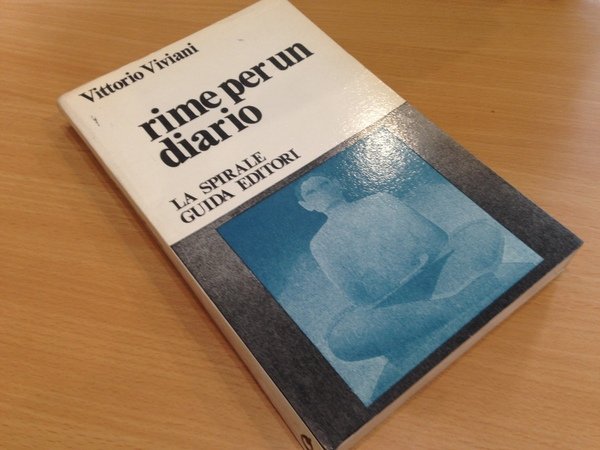 Vittorio Viviani
rime per un
diario
LA SPIRALE
GUIDA EDITORI